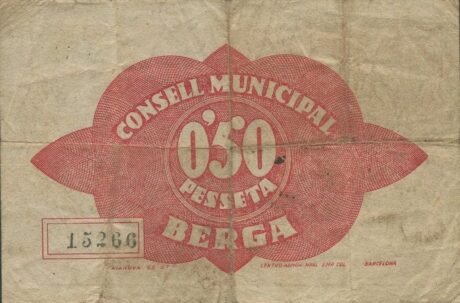 CONSELL MUNICIPAL
0'50
PESSETA
BERGA
15266
BARCELONA